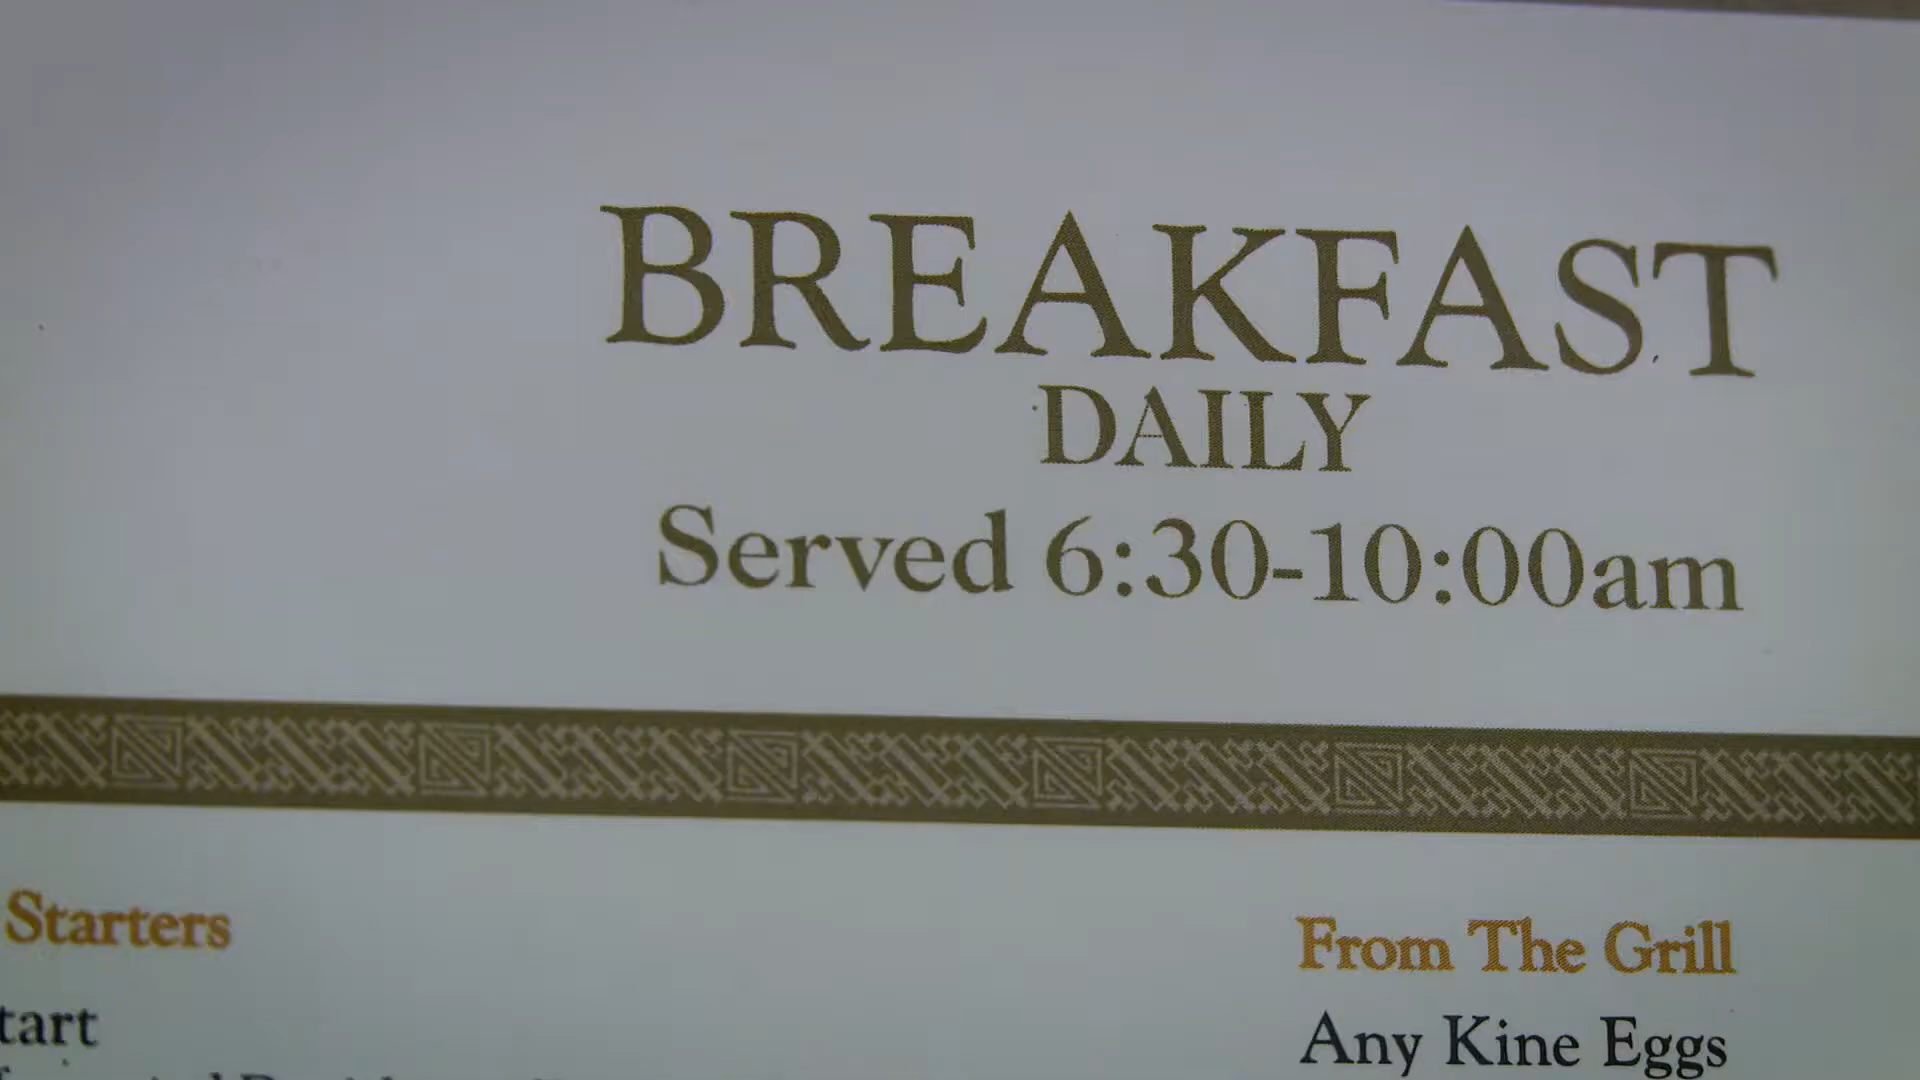 BREAKFAST
DAILY
Served 6:30-10:00am
Starters
tart
From The Grill
Any Kine Eggs